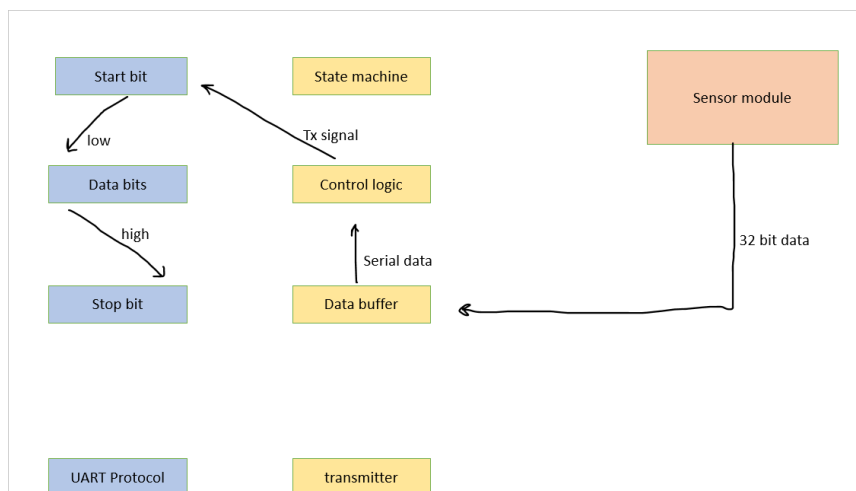 Start bit
State machine
Sensor module
Tx signal
low
Data bits
Control logic
high
32 bit data
Serial data
Stop bit
Data buffer
UART Protocol
transmitter